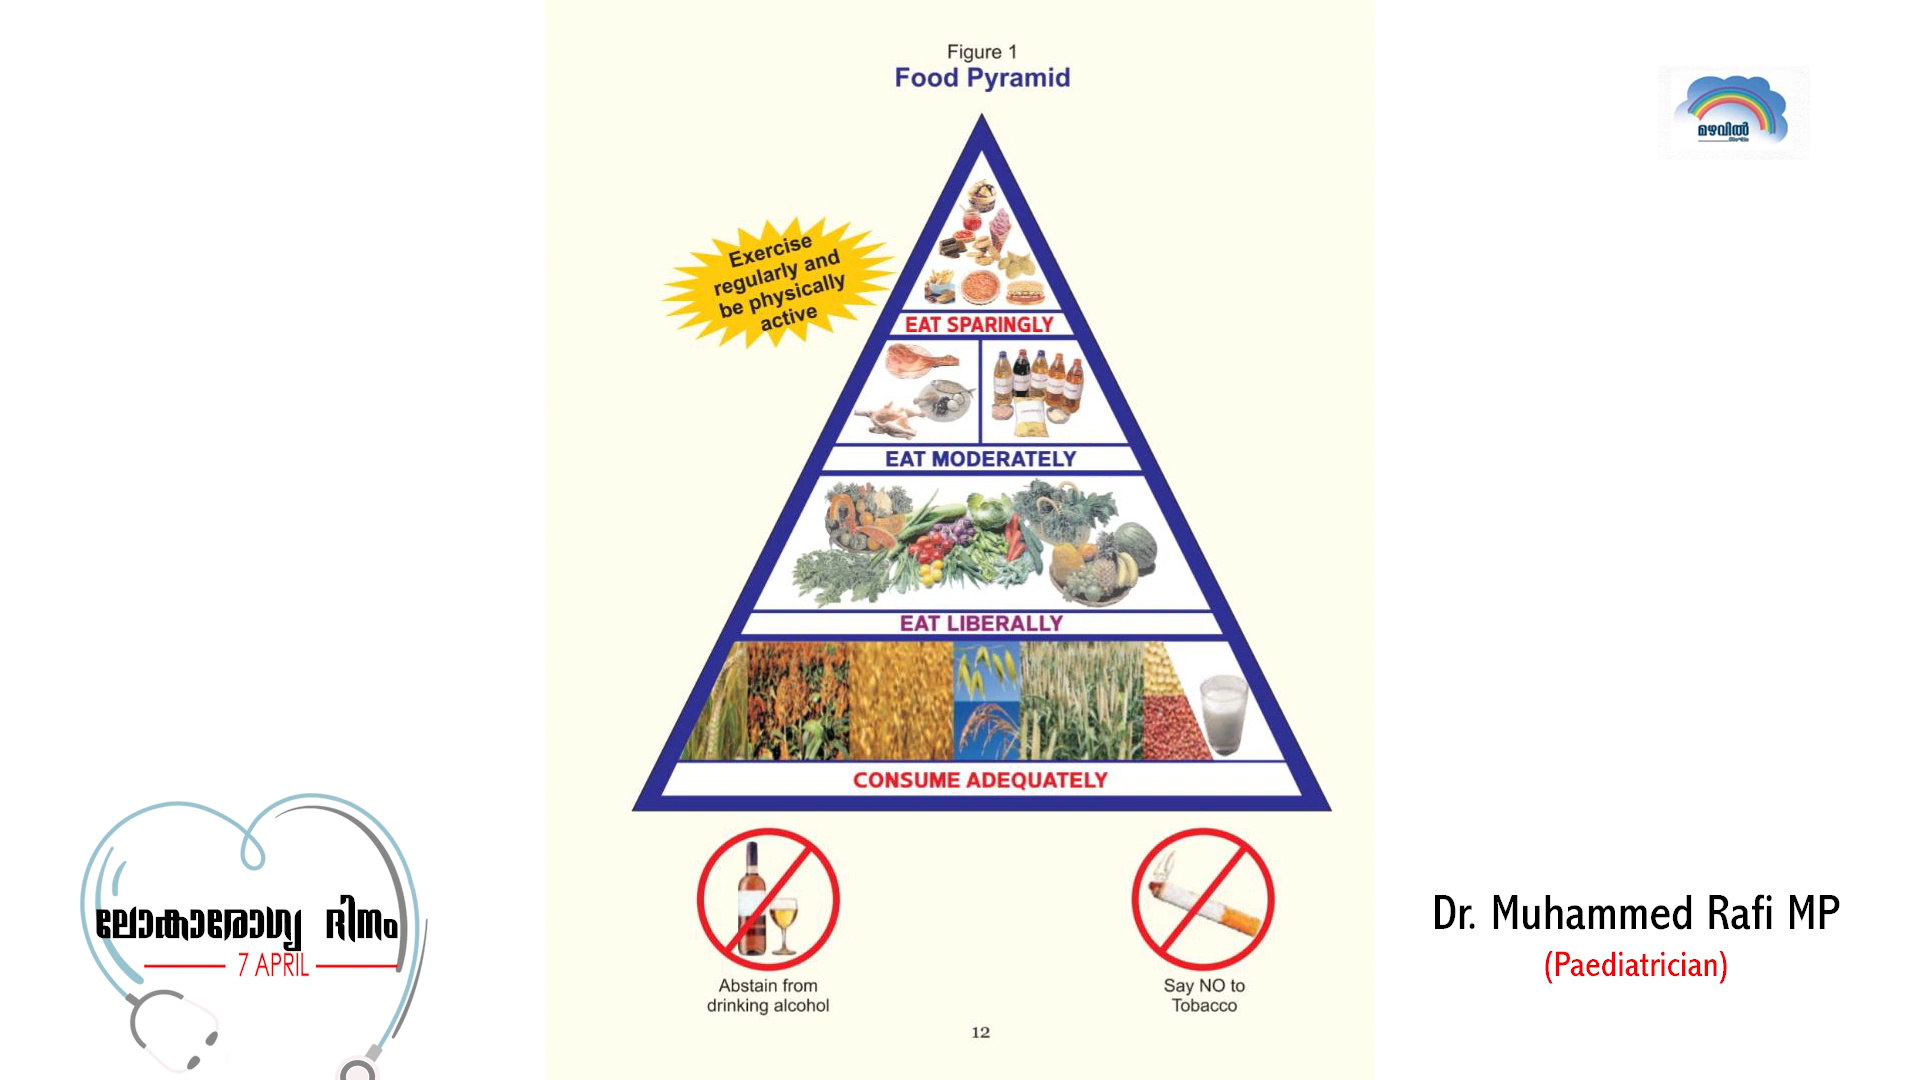 Figure 1
Food Pyramid
മഴവിൽ
Exercise
regularly and
be physically
active
EAT SPARINGLY
EAT MODERATELY
EAT LIBERALLY
CONSUME ADEQUATELY
ലോകാരോഗ്യ ദിനം
7 APRIL
Abstain from
drinking alcohol
Say NO to
Tobacco
12
Dr. Muhammed Rafi MP
(Paediatrician)